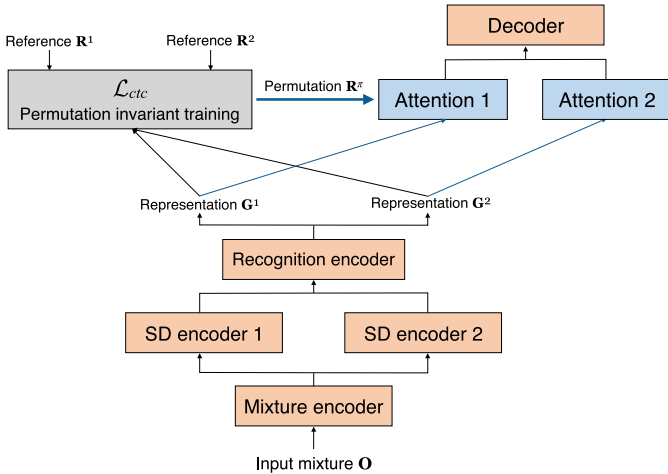 Decoder
Reference R¹
Reference R²
𝓛ctc
Permutation invariant training
Permutation Rπ
Attention 1
Attention 2
Representation G¹
Representation G²
Recognition encoder
SD encoder 1
SD encoder 2
Mixture encoder
Input mixture O